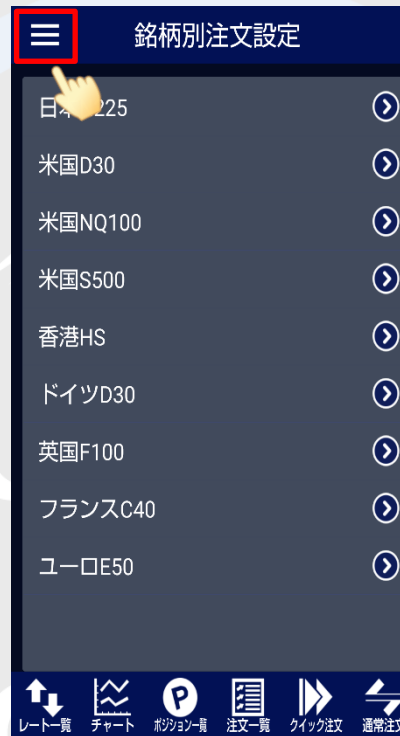 銘柄別注文設定
日本225
米国D30
米国NQ100
米国S500
香港HS
ドイツD30
英国F100
フランスC40
ユーロE50
レート一覧 チャート ポジション一覧 注文一覧 クイック注文 通常注文